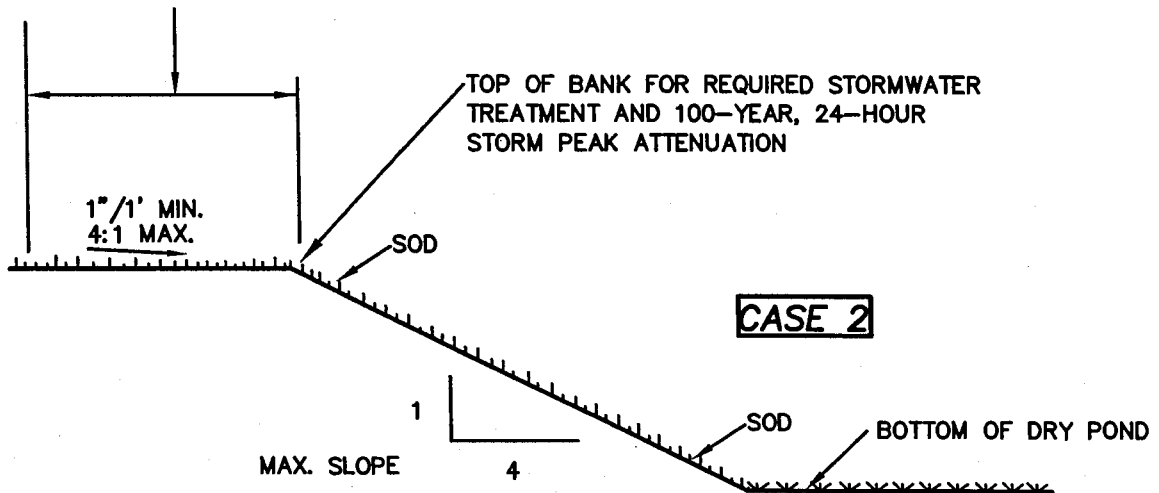 TOP OF BANK FOR REQUIRED STORMWATER
TREATMENT AND 100-YEAR, 24-HOUR
STORM PEAK ATTENUATION
1"/1' MIN.
4:1 MAX.
SOD
CASE 2
1
4
MAX. SLOPE
SOD
BOTTOM OF DRY POND